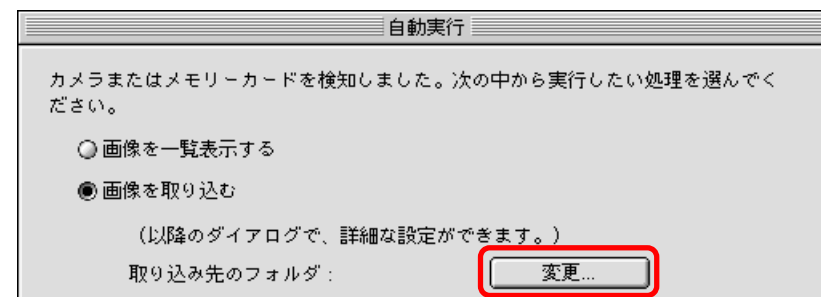 自動実行
カメラまたはメモリーカードを検知しました。次の中から実行したい処理を選んでく
ださい。
画像を一覧表示する
画像を取り込む
（以降のダイアログで、詳細な設定ができます。）
取り込み先のフォルダ： 変更...